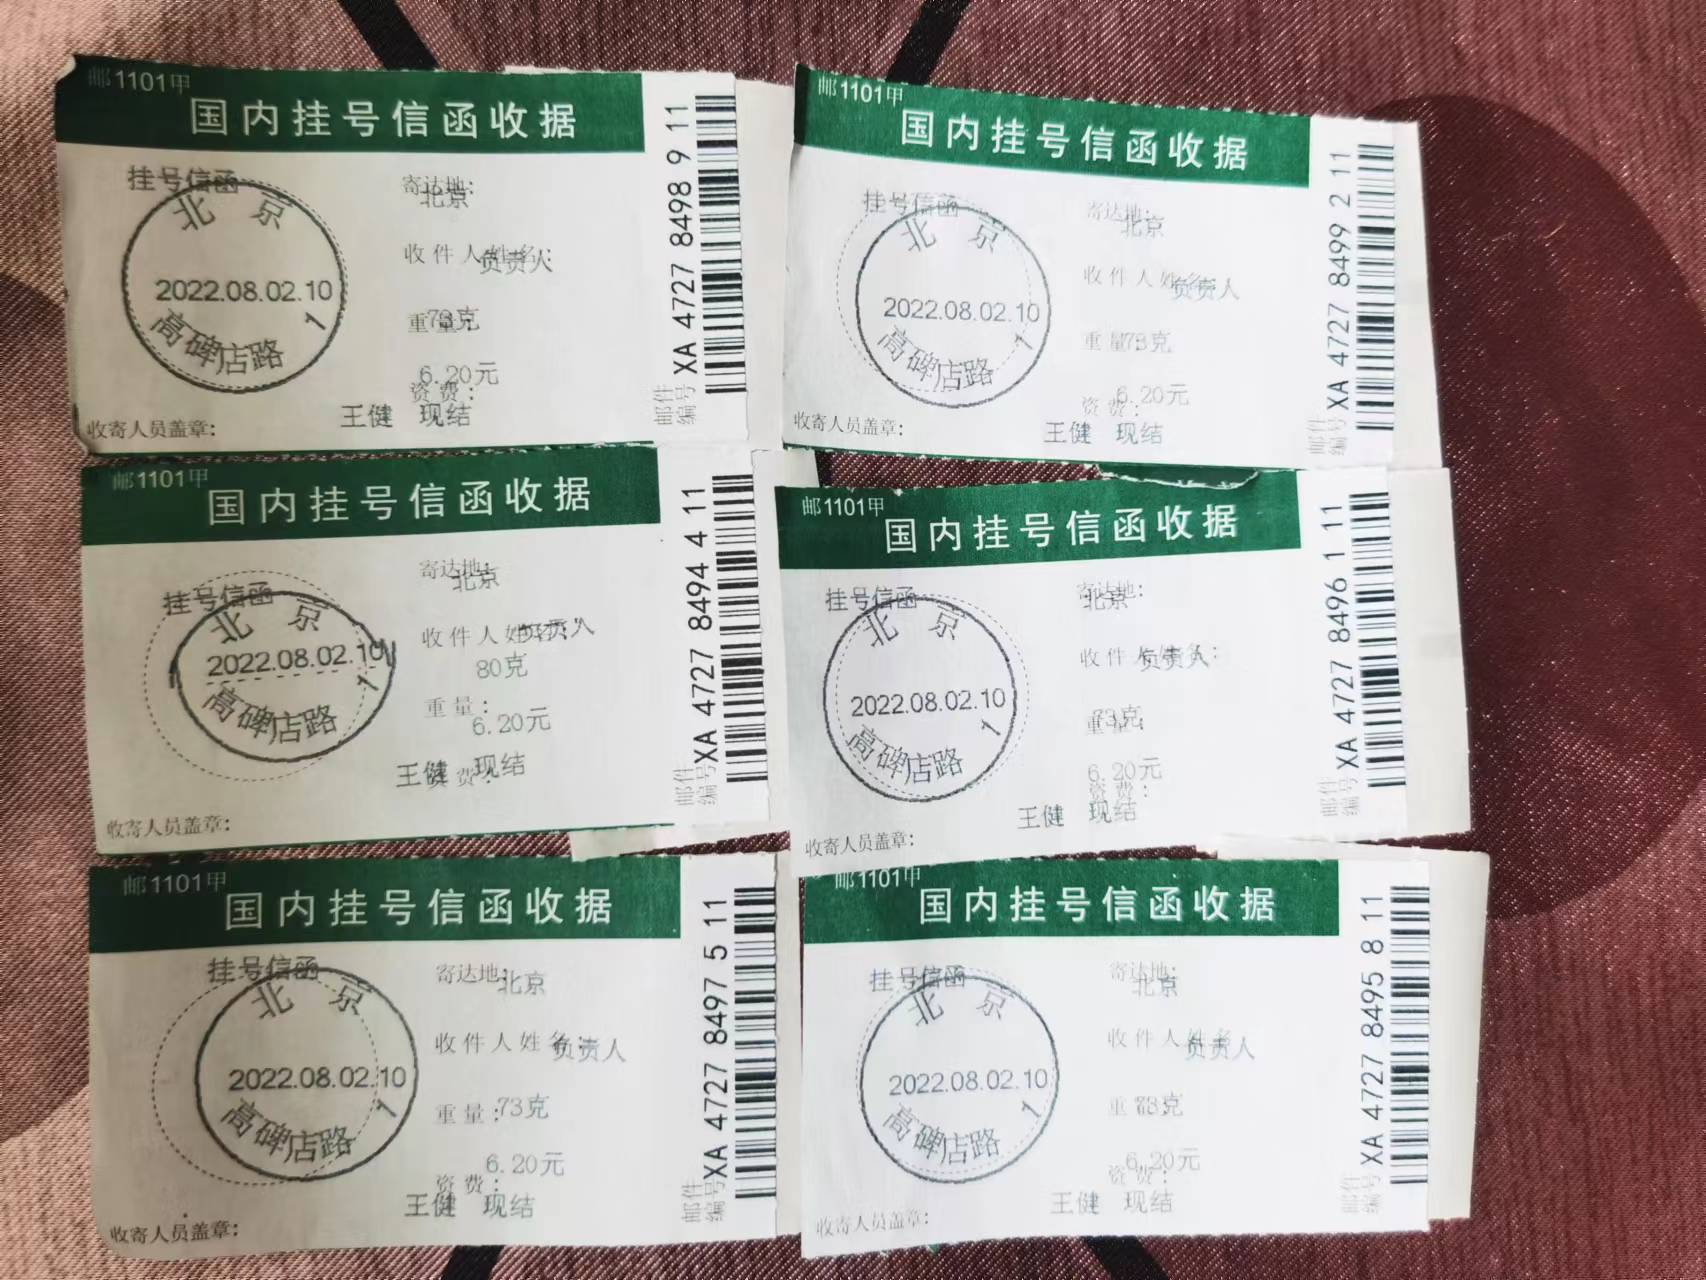 邮1101甲
国内挂号信函收据
挂号信函
寄达地：
北京
北京
2022.08.02.10
1
高碑店路
收件人姓名：
负责人
重量：
73克
6.20元
资费：
王健 现结
收寄人员盖章：
邮件
编号
XA 4727 8498 9 11
邮1101甲
国内挂号信函收据
挂号信函
寄达地：
北京
北京
2022.08.02.10
1
高碑店路
收件人姓名：
负责人
重量：
73克
6.20元
资费：
王健 现结
收寄人员盖章：
邮件
编号
XA 4727 8499 2 11
邮1101甲
国内挂号信函收据
挂号信函
寄达地：
北京
北京
2022.08.02.10
1
高碑店路
收件人姓名：
负责人
80克
重量：
6.20元
资费：
王健 现结
收寄人员盖章：
邮件
编号
XA 4727 8494 4 11
邮1101甲
国内挂号信函收据
挂号信函
寄达地：
北京
北京
2022.08.02.10
1
高碑店路
收件人姓名：
负责人
73克
重量：
6.20元
资费：
王健 现结
收寄人员盖章：
邮件
编号
XA 4727 8496 1 11
邮1101甲
国内挂号信函收据
挂号信函
寄达地：
北京
北京
2022.08.02.10
1
高碑店路
收件人姓名：
负责人
重量：
73克
6.20元
资费：
王健 现结
收寄人员盖章：
邮件
编号
XA 4727 8497 5 11
邮1101甲
国内挂号信函收据
挂号信函
寄达地：
北京
北京
2022.08.02.10
1
高碑店路
收件人姓名：
负责人
重量：
73克
6.20元
资费：
王健 现结
收寄人员盖章：
邮件
编号
XA 4727 8495 8 11